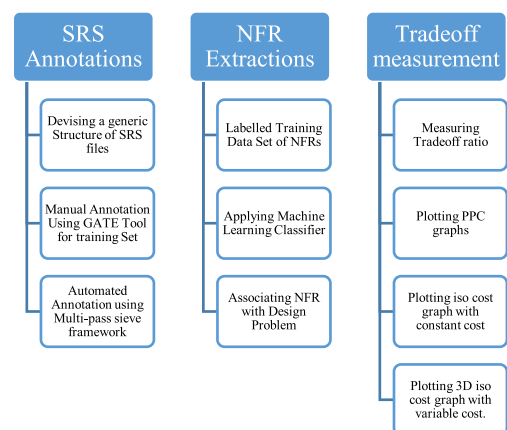 SRS
Annotations
Devising a generic
Structure of SRS
files
Manual Annotation
Using GATE Tool
for training Set
Automated
Annotation using
Multi-pass sieve
framework
NFR
Extractions
Labelled Training
Data Set of NFRs
Applying Machine
Learning Classifier
Associating NFR
with Design
Problem
Tradeoff
measurement
Measuring
Tradeoff ratio
Plotting PPC
graphs
Plotting iso cost
graph with
constant cost
Plotting 3D iso
cost graph with
variable cost.